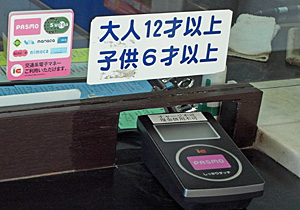 PASMO
Suica
nanaco
nimoca
交通系電子マネー
ご利用いただけます。
大人12才以上
子供6才以上
PASMO